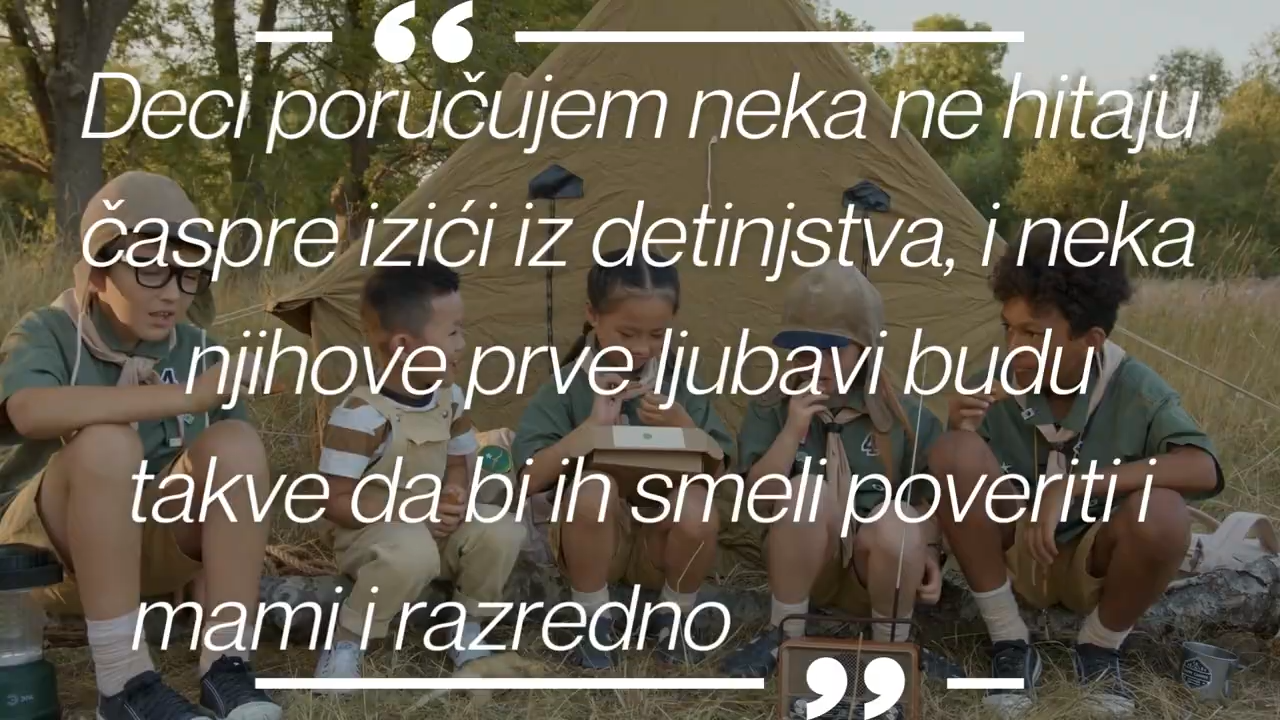 “
Deci poručujem neka ne hitaju
časpre izići iz detinjstva, i neka
njihove prve ljubavi budu
takve da bi ih smeli poveriti i
mami i razredno
”
4